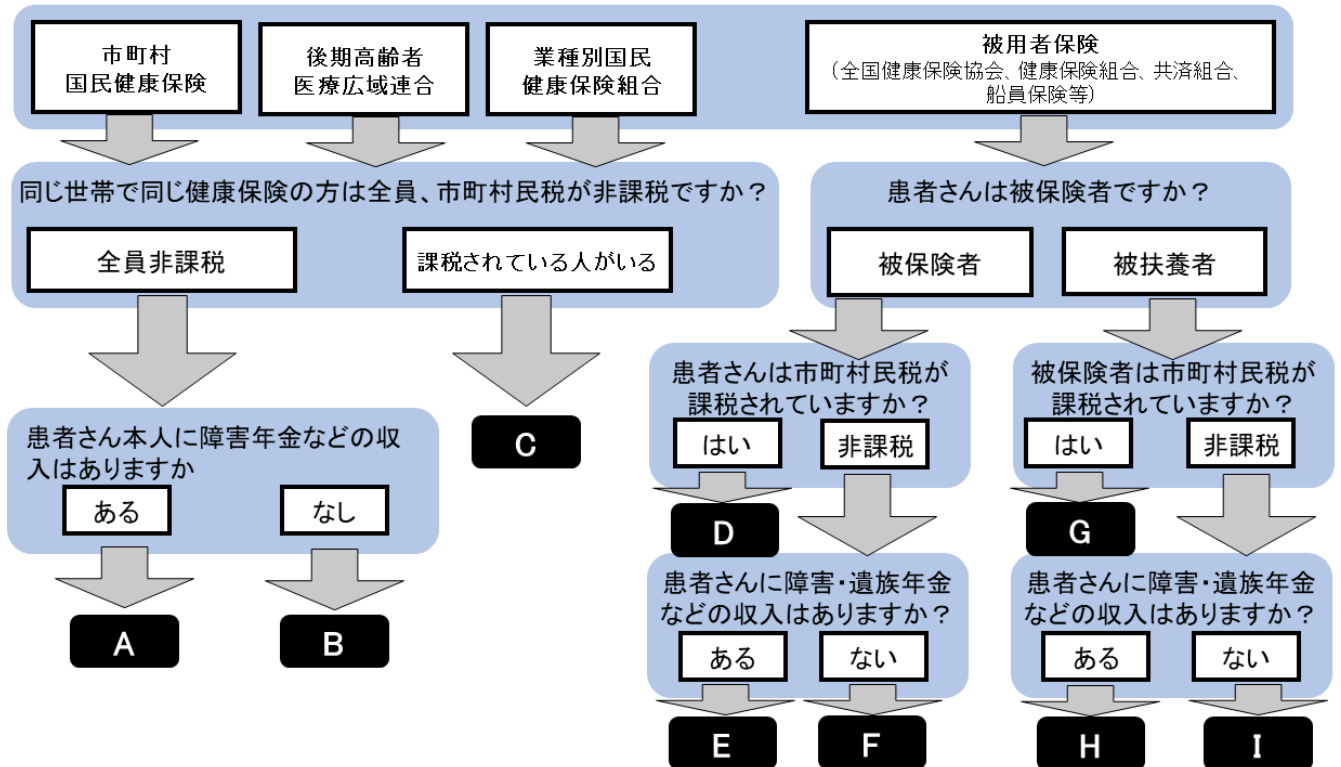 市町村
国民健康保険
後期高齢者
医療広域連合
業種別国民
健康保険組合
被用者保険
（全国健康保険協会、健康保険組合、共済組合、
船員保険等）
同じ世帯で同じ健康保険の方は全員、市町村民税が非課税ですか？
全員非課税
課税されている人がいる
患者さんは被保険者ですか？
被保険者
被扶養者
患者さん本人に障害年金などの収
入はありますか
ある
なし
A
B
C
患者さんは市町村民税が
課税されていますか？
はい
非課税
D
患者さんに障害・遺族年金
などの収入はありますか？
ある
ない
E
F
被保険者は市町村民税が
課税されていますか？
はい
非課税
G
患者さんに障害・遺族年金
などの収入はありますか？
ある
ない
H
I